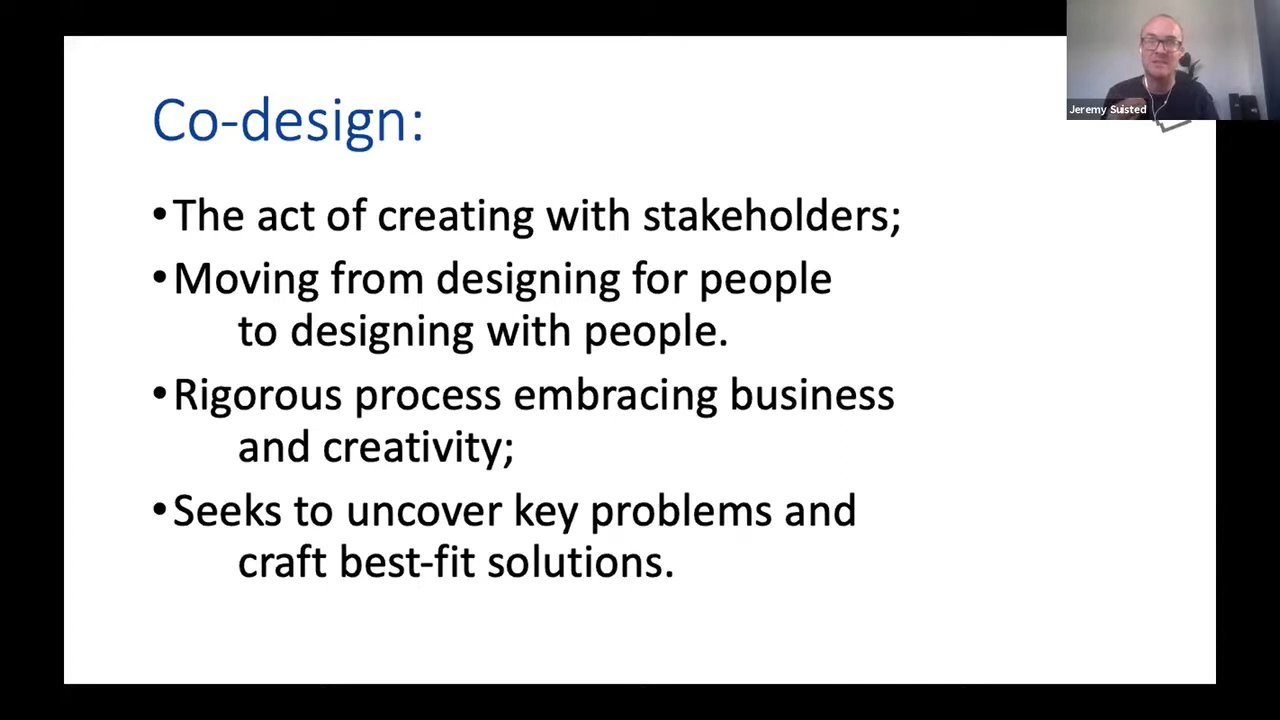 Co-design:
•The act of creating with stakeholders;
•Moving from designing for people
to designing with people.
•Rigorous process embracing business
and creativity;
•Seeks to uncover key problems and
craft best-fit solutions.
Jeremy Suisted